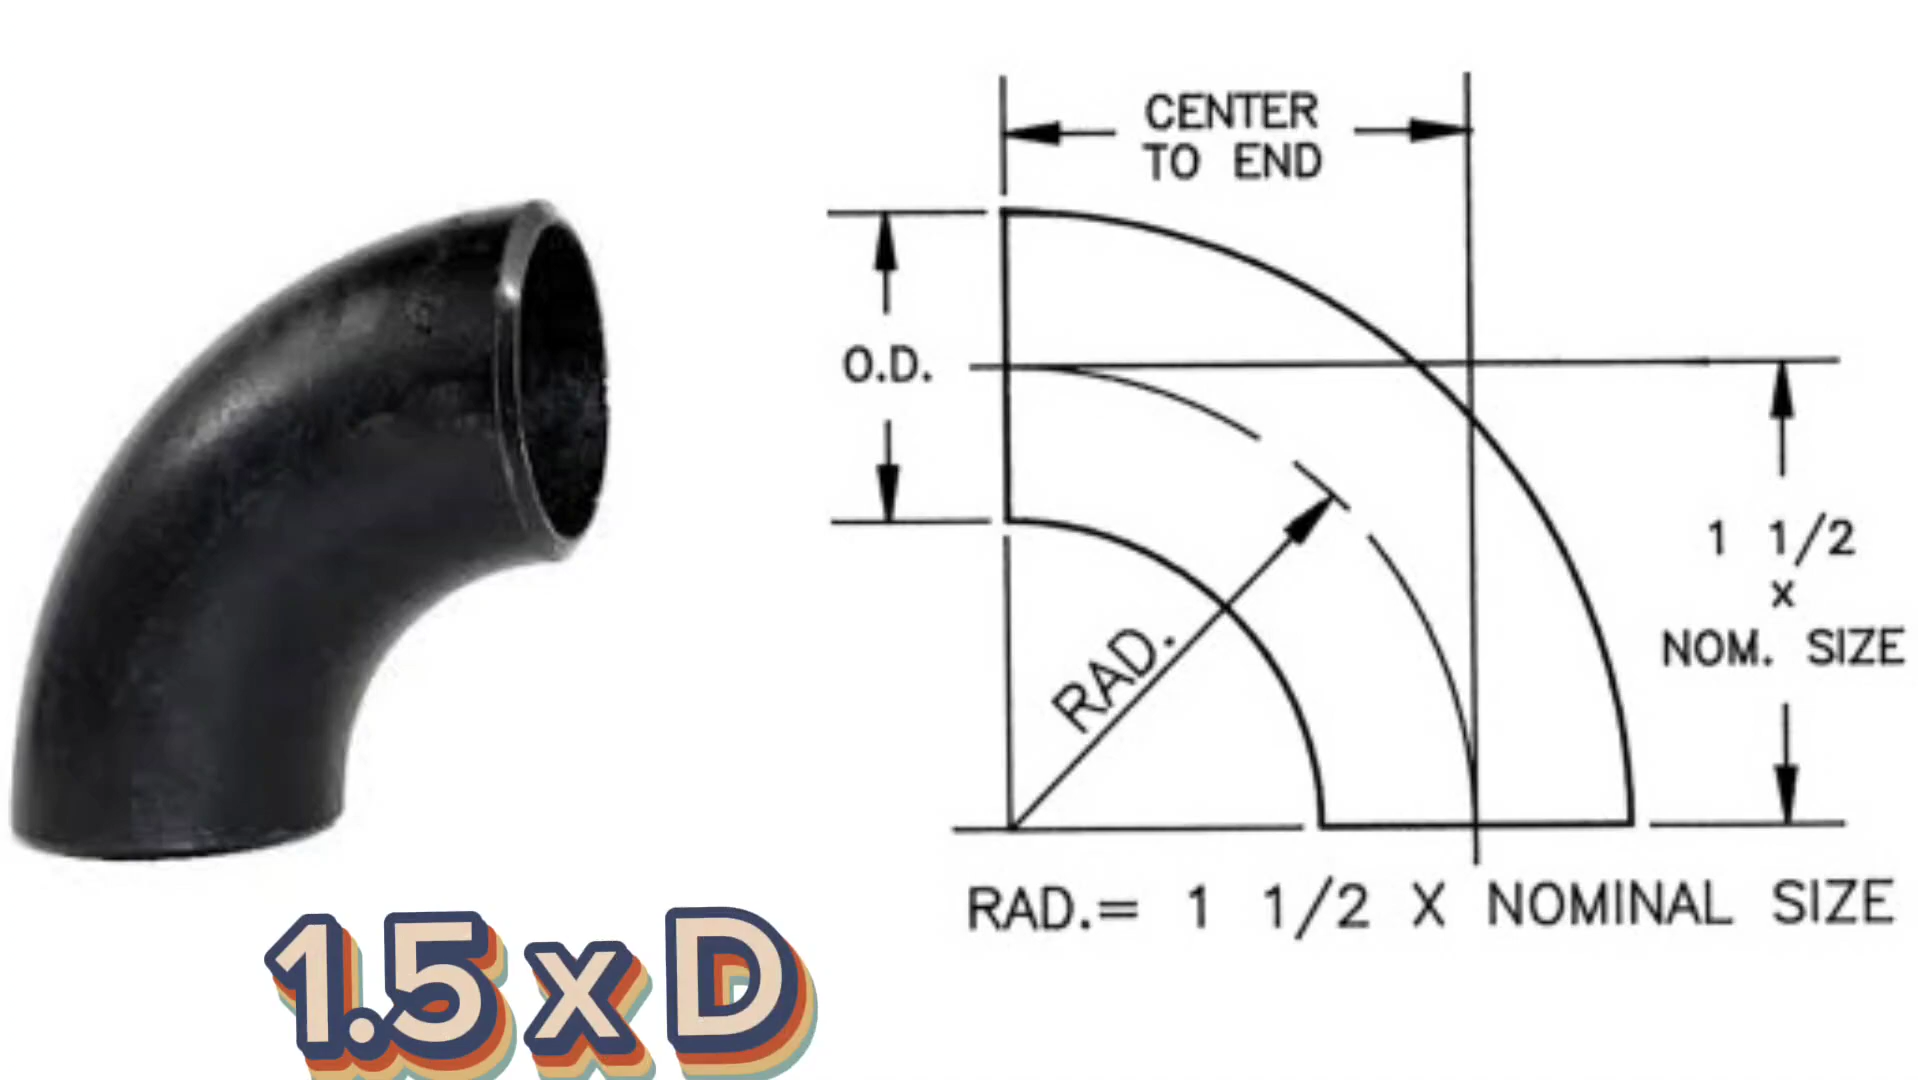 CENTER
TO END
O.D.
1 1/2
x
NOM. SIZE
RAD.
RAD.= 1 1/2 X NOMINAL SIZE
1.5 x D